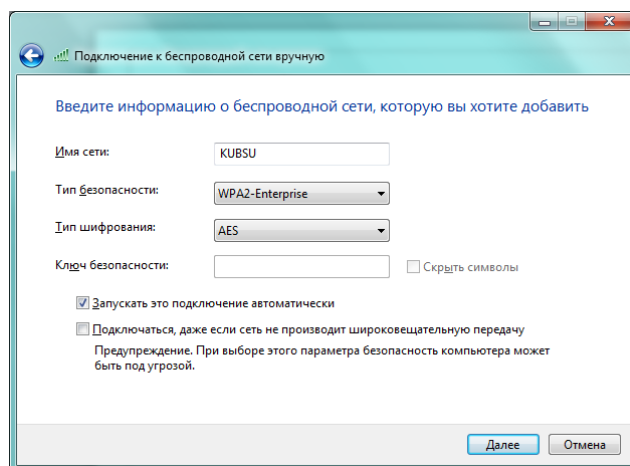 Подключение к беспроводной сети вручную
Введите информацию о беспроводной сети, которую вы хотите добавить
Имя сети: KUBSU
Тип безопасности: WPA2-Enterprise
Тип шифрования: AES
Ключ безопасности: Скрыть символы
Запускать это подключение автоматически
Подключаться, даже если сеть не производит широковещательную передачу
Предупреждение. При выборе этого параметра безопасность компьютера может
быть под угрозой.
Далее Отмена